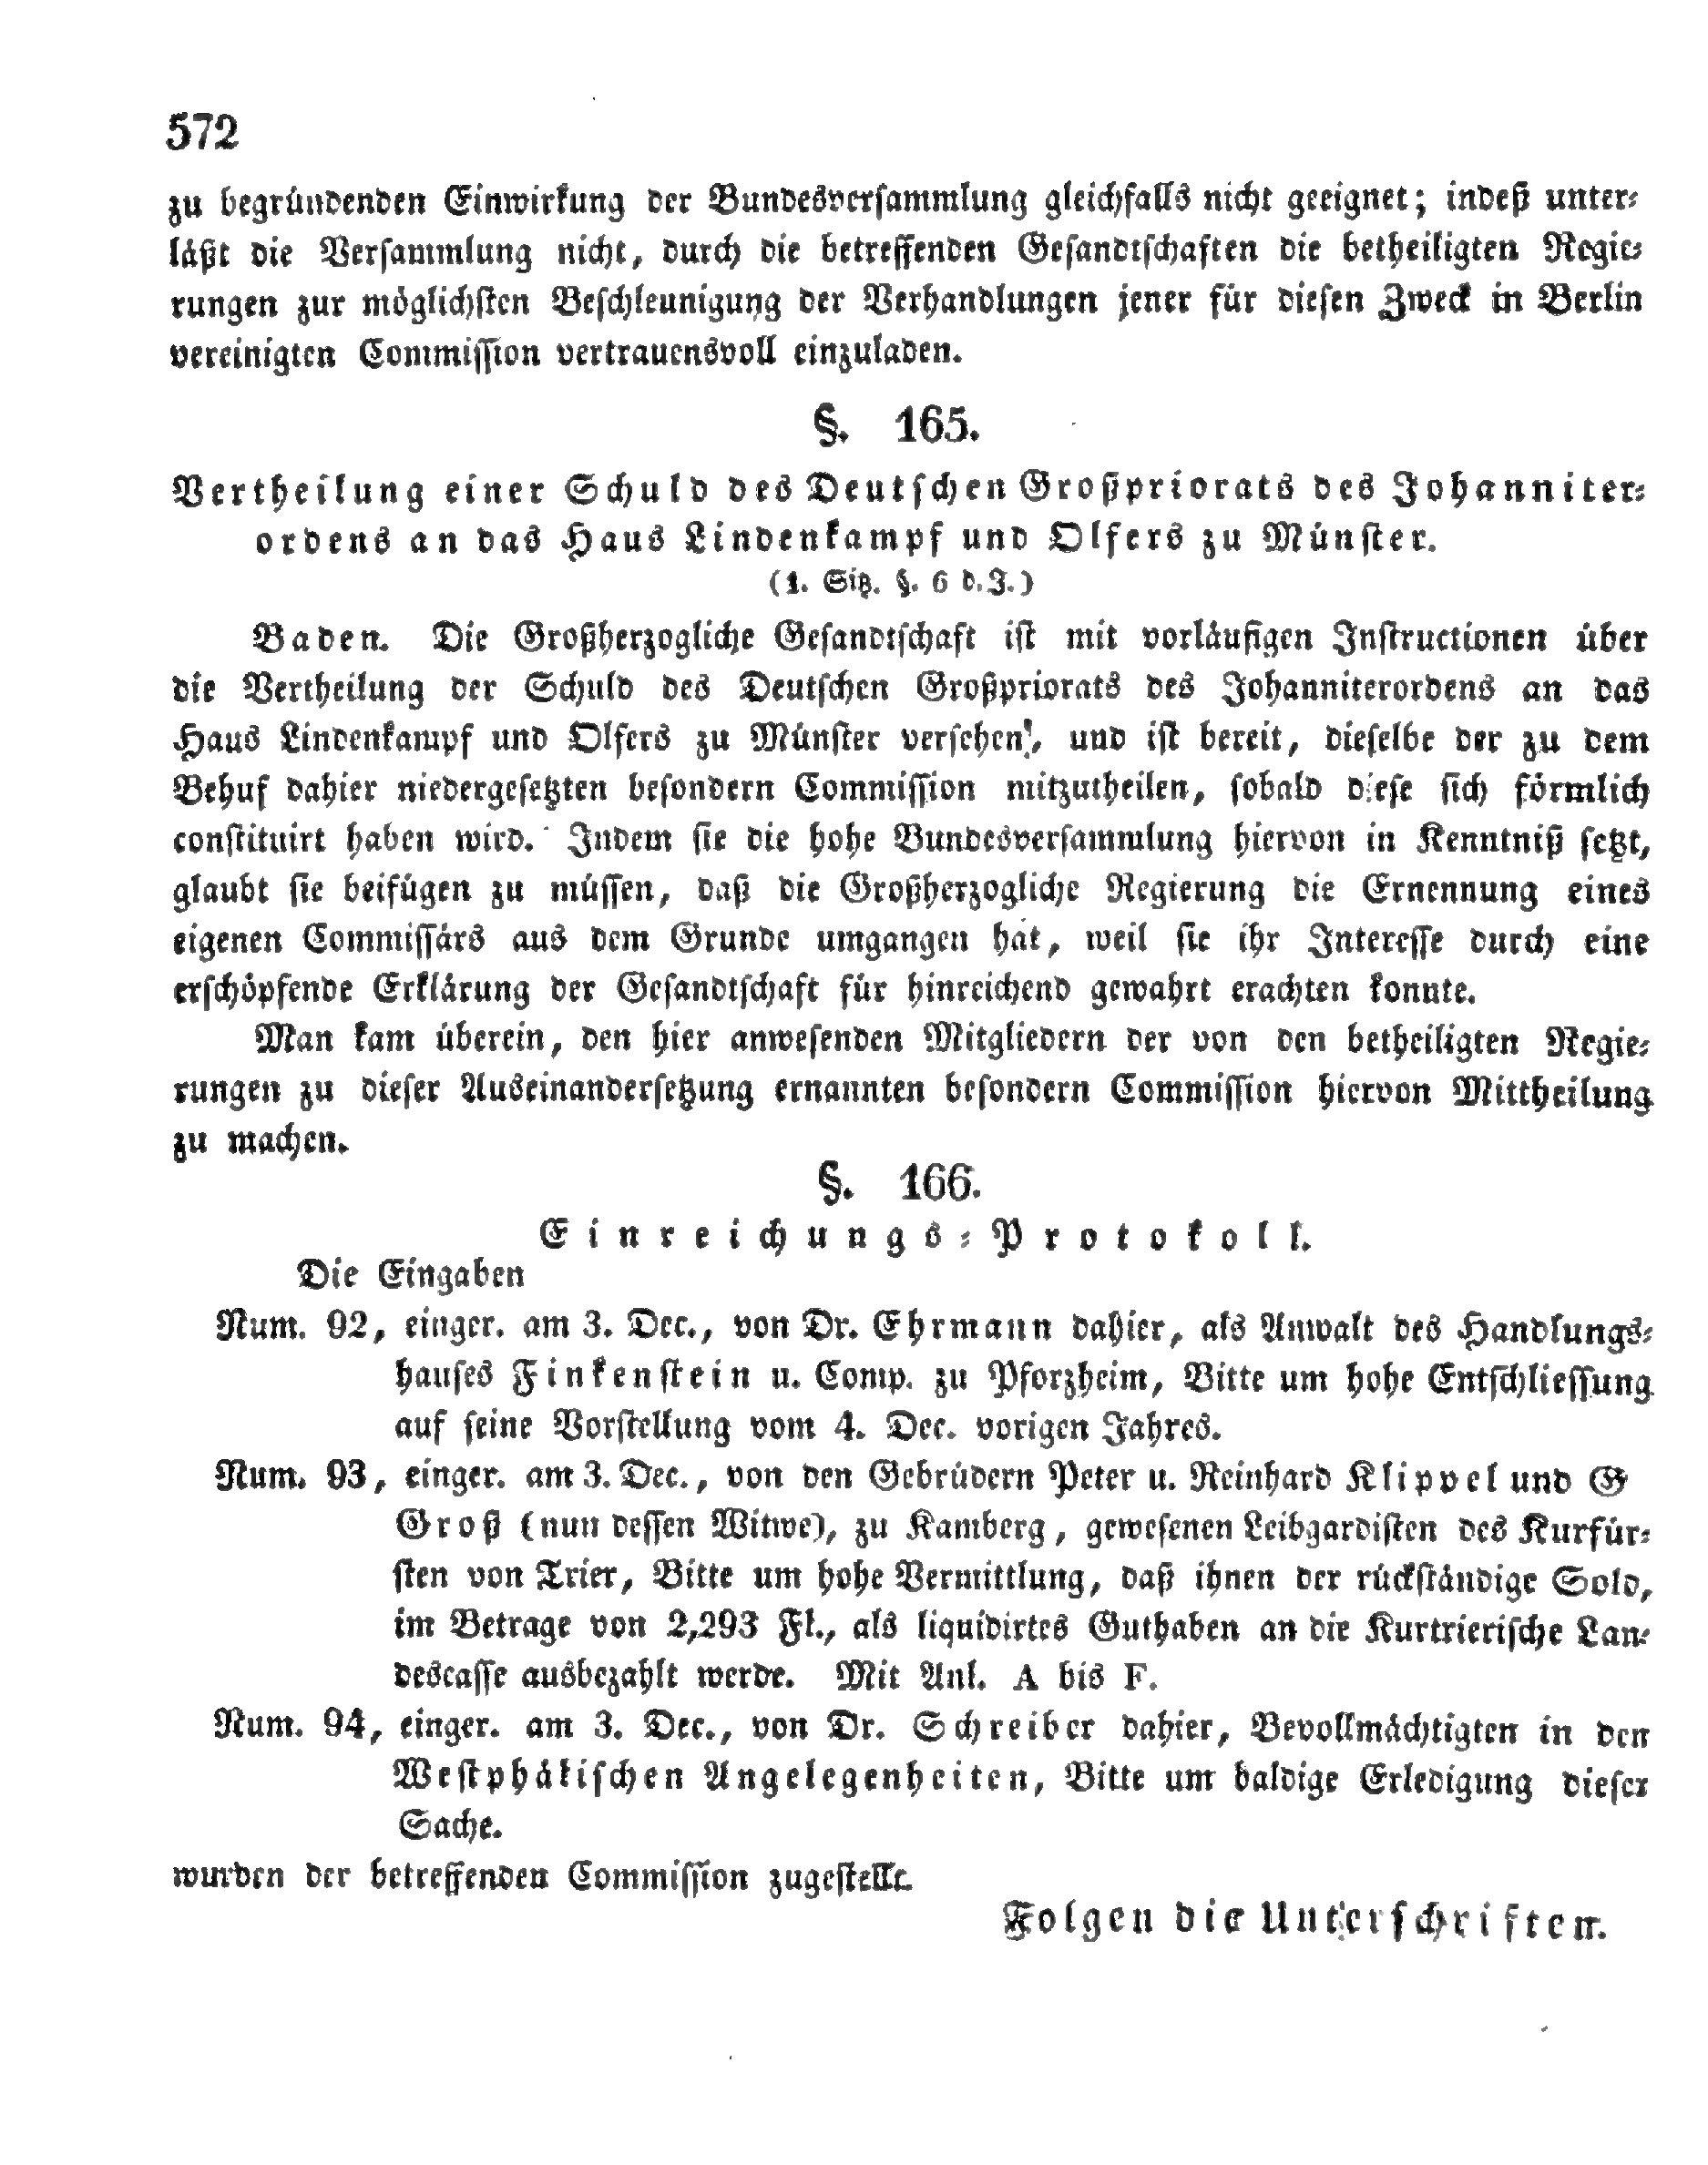 572
zu begründenden Einwirkung der Bundesversammlung gleichfalls nicht geeignet; indeß unter-
läßt die Versammlung nicht, durch die betreffenden Gesandtschaften die betheiligten Regie-
rungen zur möglichsten Beschleunigung der Verhandlungen jener für diesen Zweck in Berlin
vereinigten Commission vertrauensvoll einzuladen.
§. 165.
Vertheilung einer Schuld des Deutschen Großpriorats des Johanniter-
ordens an das Haus Lindenkampf und Olfers zu Münster.
(1. Sitz. §. 6 d.J.)
Baden. Die Großherzogliche Gesandtschaft ist mit vorläufigen Instructionen über
die Vertheilung der Schuld des Deutschen Großpriorats des Johanniterordens an das
Haus Lindenkampf und Olfers zu Münster versehen, und ist bereit, dieselbe der zu dem
Behuf dahier niedergesetzten besondern Commission mitzutheilen, sobald diese sich förmlich
constituirt haben wird. Indem sie die hohe Bundesversammlung hiervon in Kenntniß setzt,
glaubt sie beifügen zu müssen, daß die Großherzogliche Regierung die Ernennung eines
eigenen Commissärs aus dem Grunde umgangen hat, weil sie ihr Interesse durch eine
erschöpfende Erklärung der Gesandtschaft für hinreichend gewahrt erachten konnte.
Man kam überein, den hier anwesenden Mitgliedern der von den betheiligten Regie-
rungen zu dieser Auseinandersetzung ernannten besondern Commission hiervon Mittheilung
zu machen.
§. 166.
Einreichungs-Protokoll.
Die Eingaben
Num. 92, einger. am 3. Dec., von Dr. Ehrmann dahier, als Anwalt des Handlungs-
hauses Finkenstein u. Comp. zu Pforzheim, Bitte um hohe Entschliessung
auf seine Vorstellung vom 4. Dec. vorigen Jahres.
Num. 93, einger. am 3. Dec., von den Gebrüdern Peter u. Reinhard Klippel und G
Groß (nun dessen Witwe), zu Kamberg, gewesenen Leibgardisten des Kurfür-
sten von Trier, Bitte um hohe Vermittlung, daß ihnen der rückständige Sold,
im Betrage von 2,293 Fl., als liquidirtes Guthaben an die Kurtrierische Lan-
descasse ausbezahlt werde. Mit Anl. A bis F.
Num. 94, einger. am 3. Dec., von Dr. Schreiber dahier, Bevollmächtigten in den
Westphälischen Angelegenheiten, Bitte um baldige Erledigung dieser
Sache.
wurden der betreffenden Commission zugestellt.
Folgen die Unterschriften.